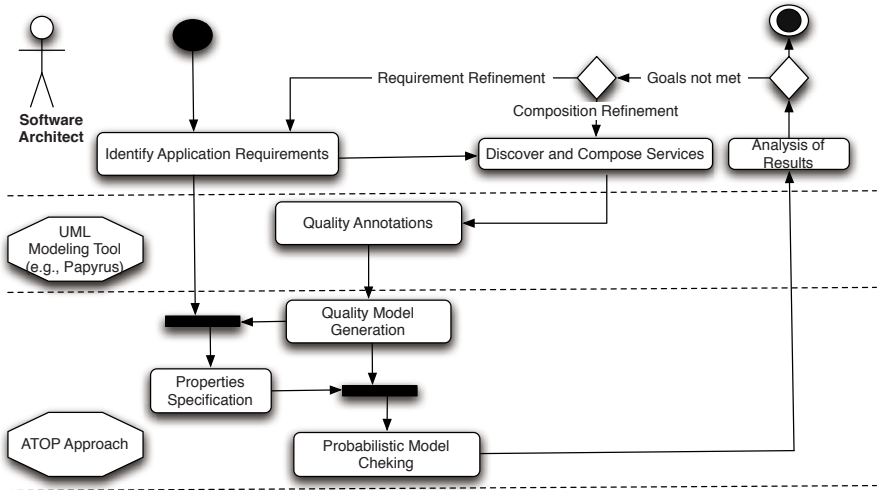 Requirement Refinement
Goals not met
Composition Refinement
Software
Architect
Identify Application Requirements
Discover and Compose Services
Analysis of
Results
UML
Modeling Tool
(e.g., Papyrus)
Quality Annotations
Quality Model
Generation
Properties
Specification
ATOP Approach
Probabilistic Model
Cheking